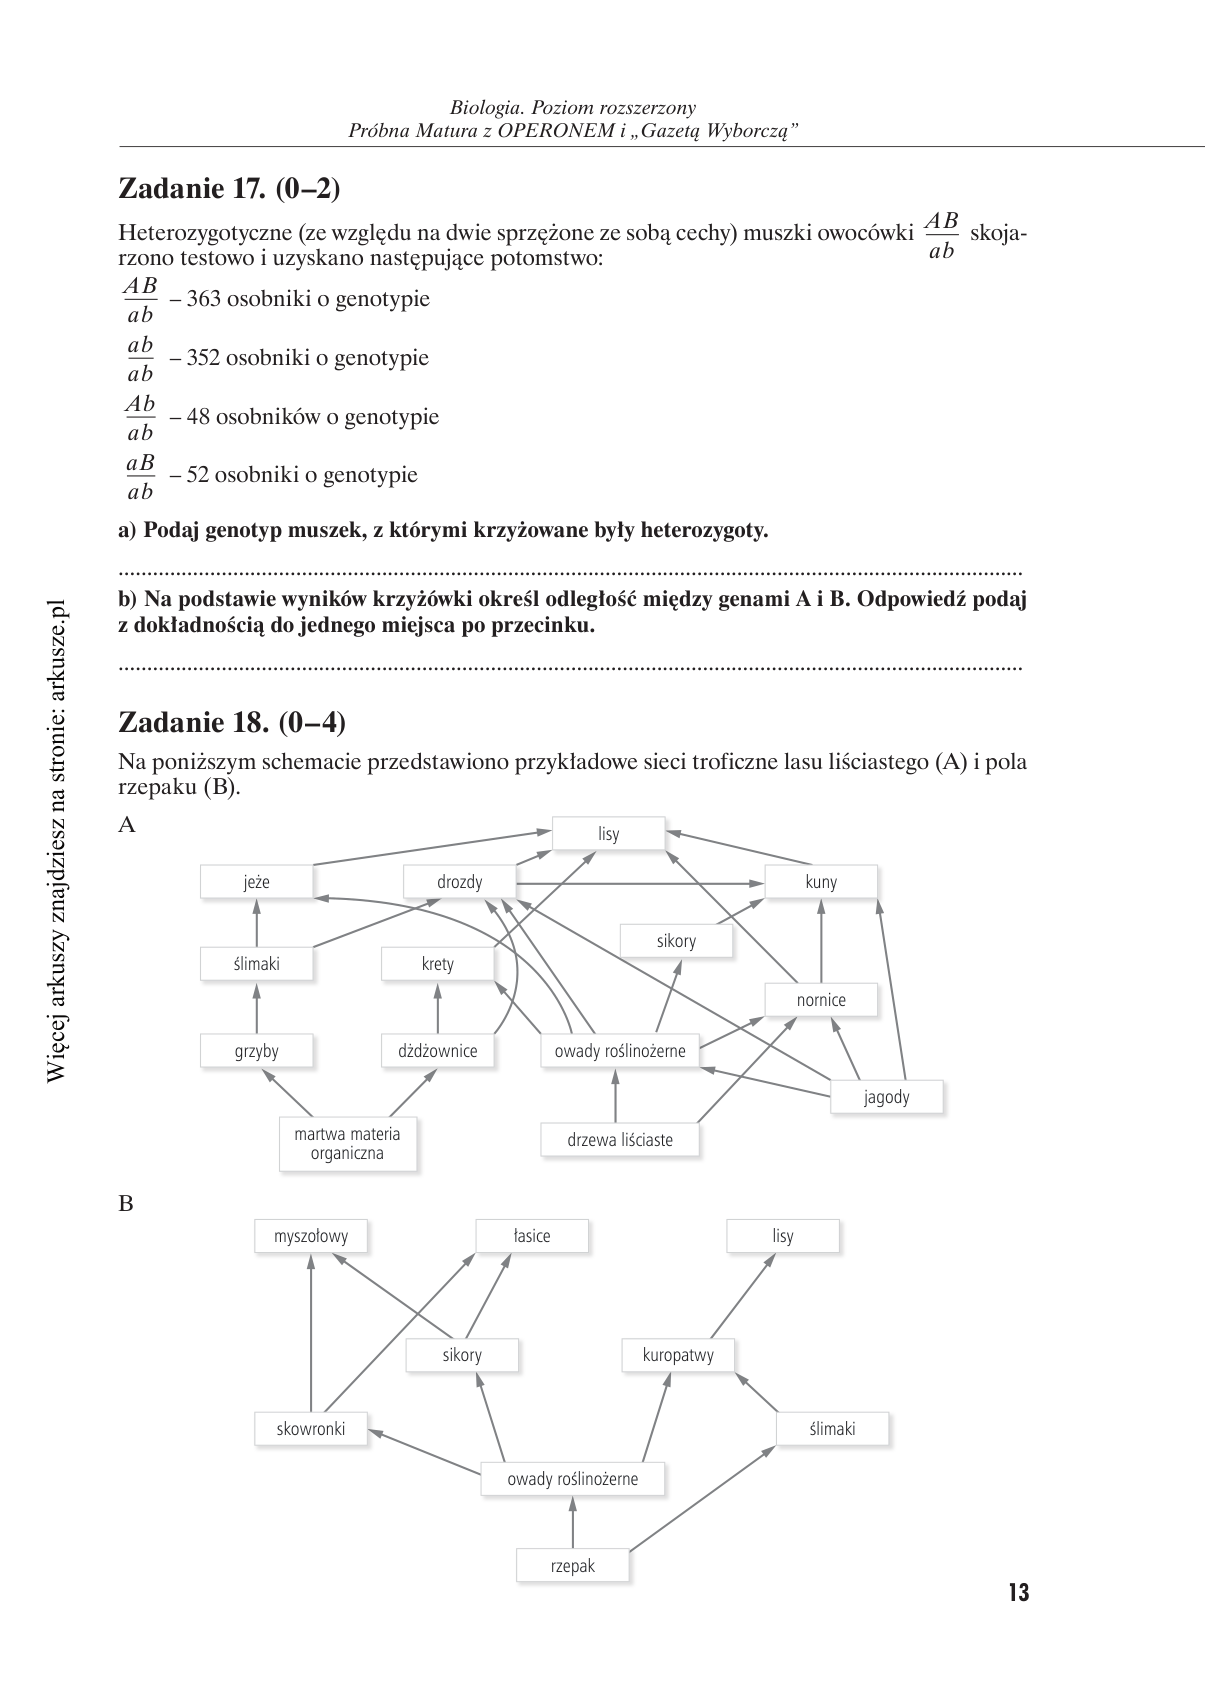 Biologia. Poziom rozszerzony
Próbna Matura z OPERONEM i „Gazetą Wyborczą”
Zadanie 17. (0–2)
Heterozygotyczne (ze względu na dwie sprzężone ze sobą cechy) muszki owocówki AB/ab skoja-
rzono testowo i uzyskano następujące potomstwo:
AB/ab – 363 osobniki o genotypie
ab/ab – 352 osobniki o genotypie
Ab/ab – 48 osobników o genotypie
aB/ab – 52 osobniki o genotypie
a) Podaj genotyp muszek, z którymi krzyżowane były heterozygoty.
b) Na podstawie wyników krzyżówki określ odległość między genami A i B. Odpowiedź podaj
z dokładnością do jednego miejsca po przecinku.
Zadanie 18. (0–4)
Na poniższym schemacie przedstawiono przykładowe sieci troficzne lasu liściastego (A) i pola
rzepaku (B).
A
lisy
jeże
drozdy
kuny
sikory
ślimaki
krety
nornice
grzyby
dżdżownice
owady roślinożerne
jagody
martwa materia
organiczna
drzewa liściaste
B
myszołowy
łasice
lisy
sikory
kuropatwy
skowronki
ślimaki
owady roślinożerne
rzepak
13
Więcej arkuszy znajdziesz na stronie: arkusze.pl